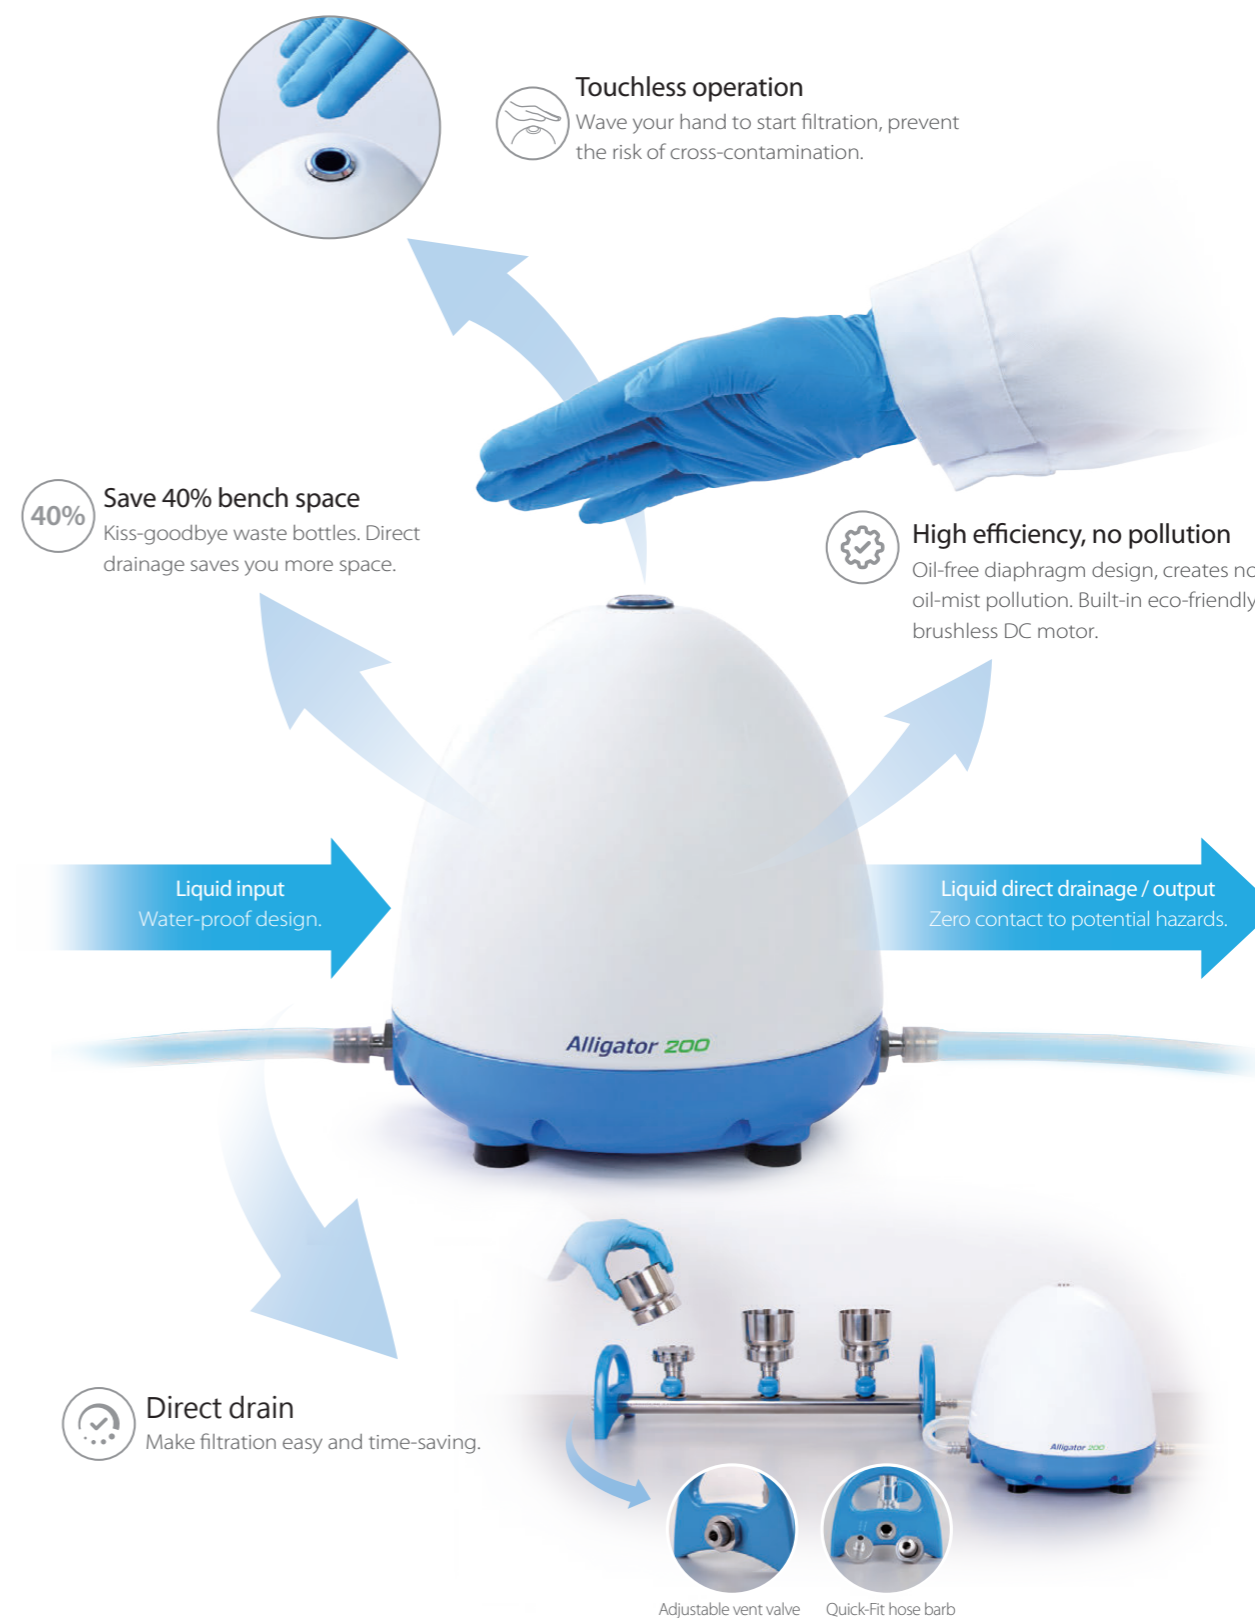 Touchless operation
Wave your hand to start filtration, prevent
the risk of cross-contamination.
40%
Save 40% bench space
Kiss-goodbye waste bottles. Direct
drainage saves you more space.
High efficiency, no pollution
Oil-free diaphragm design, creates no
oil-mist pollution. Built-in eco-friendly
brushless DC motor.
Liquid input
Water-proof design.
Liquid direct drainage / output
Zero contact to potential hazards.
Alligator 200
Direct drain
Make filtration easy and time-saving.
Alligator 200
Adjustable vent valve
Quick-Fit hose barb